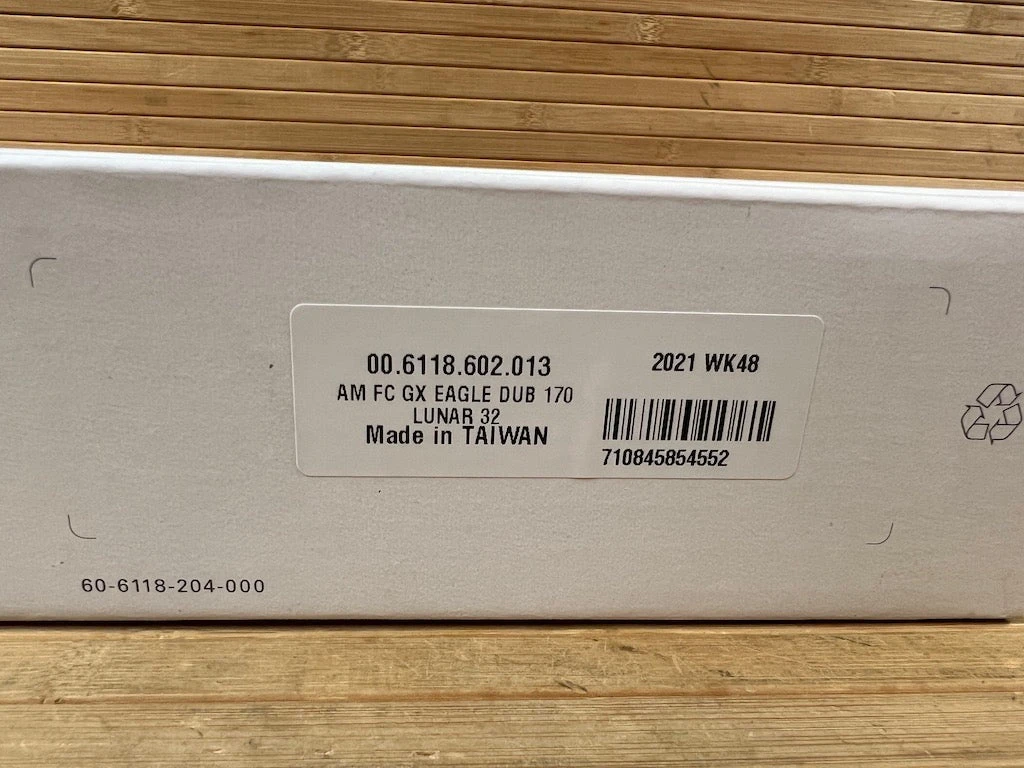 00.6118.602.013
AM FC GX EAGLE DUB 170
LUNAR 32
Made in TAIWAN
2021 WK48
710845854552
60-6118-204-000